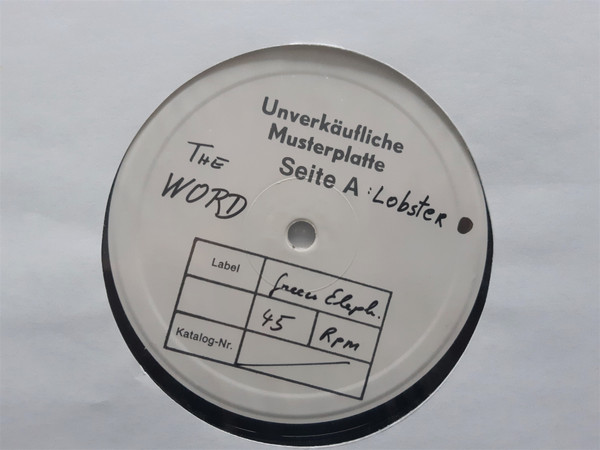 Unverkäufliche
Musterplatte
Seite A : Lobster
THE
WORD
Label
Green Eleph.
45
Rpm
Katalog-Nr.